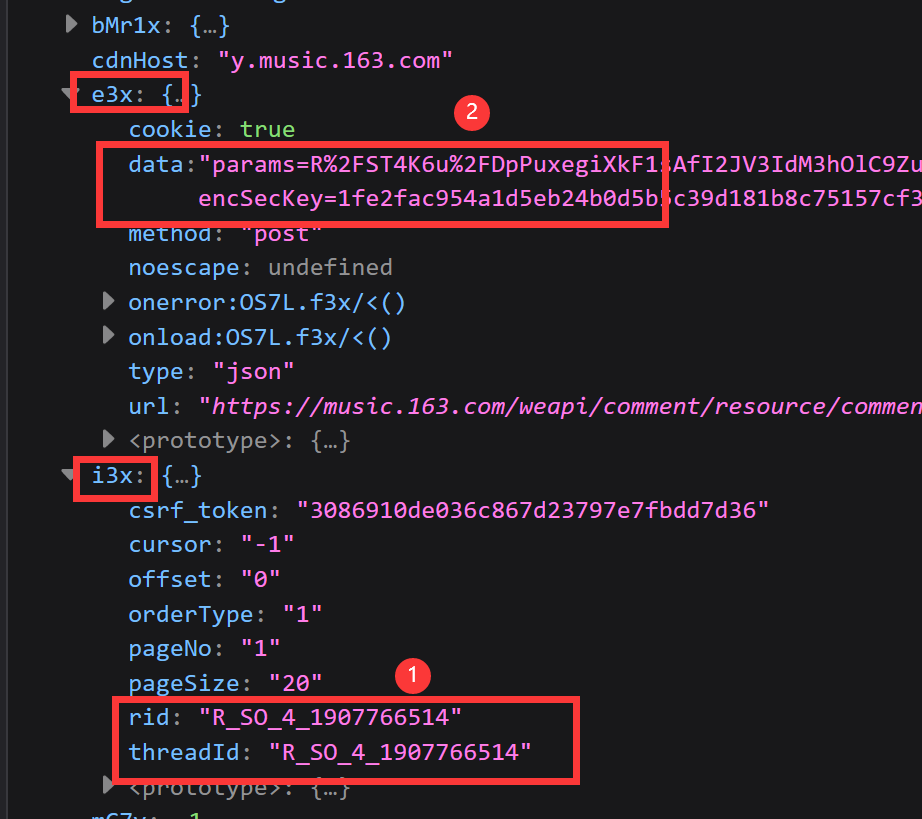 bMr1x: {…}
cdnHost: "y.music.163.com"
e3x: {…}
2
cookie: true
data:"params=R%2FST4K6u%2FDpPuxegiXkF1sAfI2JV3IdM3hOlC9Zu
encSecKey=1fe2fac954a1d5eb24b0d5b5c39d181b8c75157cf3
method: "post"
noescape: undefined
onerror:OS7L.f3x/<()
onload:OS7L.f3x/<()
type: "json"
url: "https://music.163.com/weapi/comment/resource/commen
<prototype>: {…}
i3x: {…}
csrf_token: "3086910de036c867d23797e7fbdd7d36"
cursor: "-1"
offset: "0"
orderType: "1"
pageNo: "1"
pageSize: "20"
1
rid: "R_SO_4_1907766514"
threadId: "R_SO_4_1907766514"
<prototype>: {…}